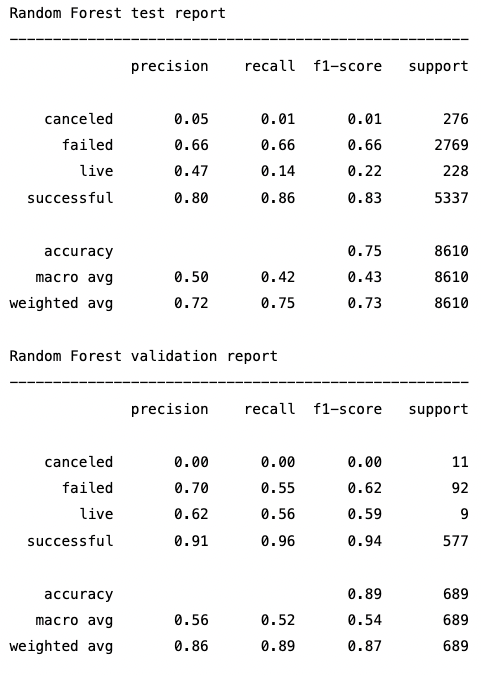 Random Forest test report
-----------------------------------------------------
precision recall f1-score support
canceled 0.05 0.01 0.01 276
failed 0.66 0.66 0.66 2769
live 0.47 0.14 0.22 228
successful 0.80 0.86 0.83 5337
accuracy 0.75 8610
macro avg 0.50 0.42 0.43 8610
weighted avg 0.72 0.75 0.73 8610
Random Forest validation report
-----------------------------------------------------
precision recall f1-score support
canceled 0.00 0.00 0.00 11
failed 0.70 0.55 0.62 92
live 0.62 0.56 0.59 9
successful 0.91 0.96 0.94 577
accuracy 0.89 689
macro avg 0.56 0.52 0.54 689
weighted avg 0.86 0.89 0.87 689